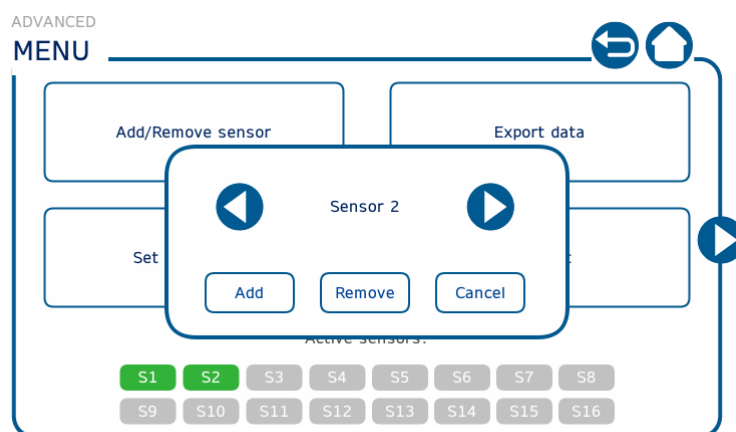 ADVANCED
MENU
Add/Remove sensor
Export data
Sensor 2
Set
Add
Remove
Cancel
Active sensors:
S1 S2 S3 S4 S5 S6 S7 S8
S9 S10 S11 S12 S13 S14 S15 S16